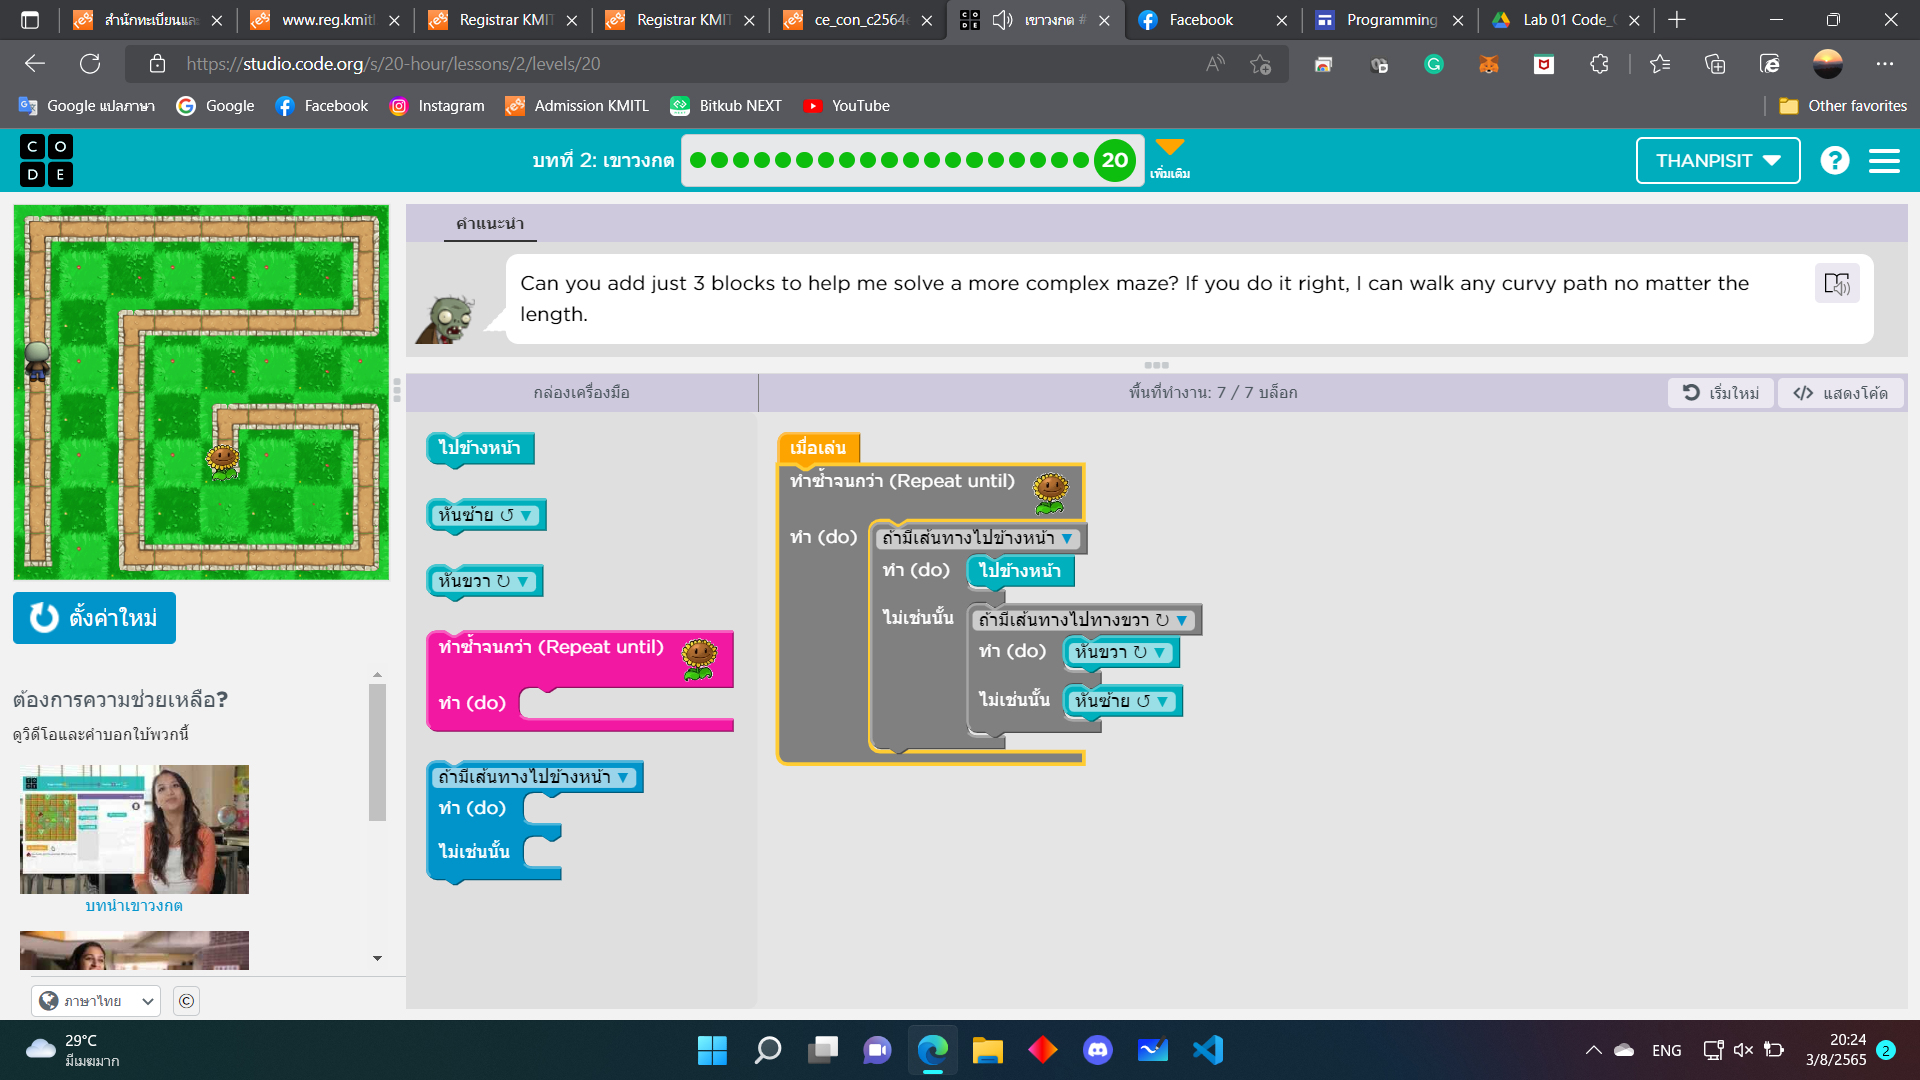 สำนักทะเบียนและ
www.reg.kmitl
Registrar KMIT
Registrar KMIT
ce_con_c2564
เขาวงกต #
Facebook
Programming
Lab 01 Code_
https://studio.code.org/s/20-hour/lessons/2/levels/20
Google แปลภาษา
Google
Facebook
Instagram
Admission KMITL
Bitkub NEXT
YouTube
Other favorites
C O
D E
บทที่ 2: เขาวงกต
20
เพิ่มเติม
THANPISIT
?
คำแนะนำ
Can you add just 3 blocks to help me solve a more complex maze? If you do it right, I can walk any curvy path no matter the
length.
กล่องเครื่องมือ
พื้นที่ทำงาน: 7 / 7 บล็อก
เริ่มใหม่
แสดงโค้ด
ไปข้างหน้า
หันซ้าย ↺
หันขวา ↻
ทำซ้ำจนกว่า (Repeat until)
ทำ (do)
ถ้ามีเส้นทางไปข้างหน้า
ทำ (do)
ไม่เช่นนั้น
เมื่อเล่น
ทำซ้ำจนกว่า (Repeat until)
ทำ (do)
ถ้ามีเส้นทางไปข้างหน้า
ทำ (do)
ไปข้างหน้า
ไม่เช่นนั้น
ถ้ามีเส้นทางไปทางขวา ↻
ทำ (do)
หันขวา ↻
ไม่เช่นนั้น
หันซ้าย ↺
ตั้งค่าใหม่
ต้องการความช่วยเหลือ?
ดูวิดีโอและคำบอกใบ้พวกนี้
บทนำเขาวงกต
ภาษาไทย
©
29°C
มีเมฆมาก
ENG
20:24
3/8/2565
2